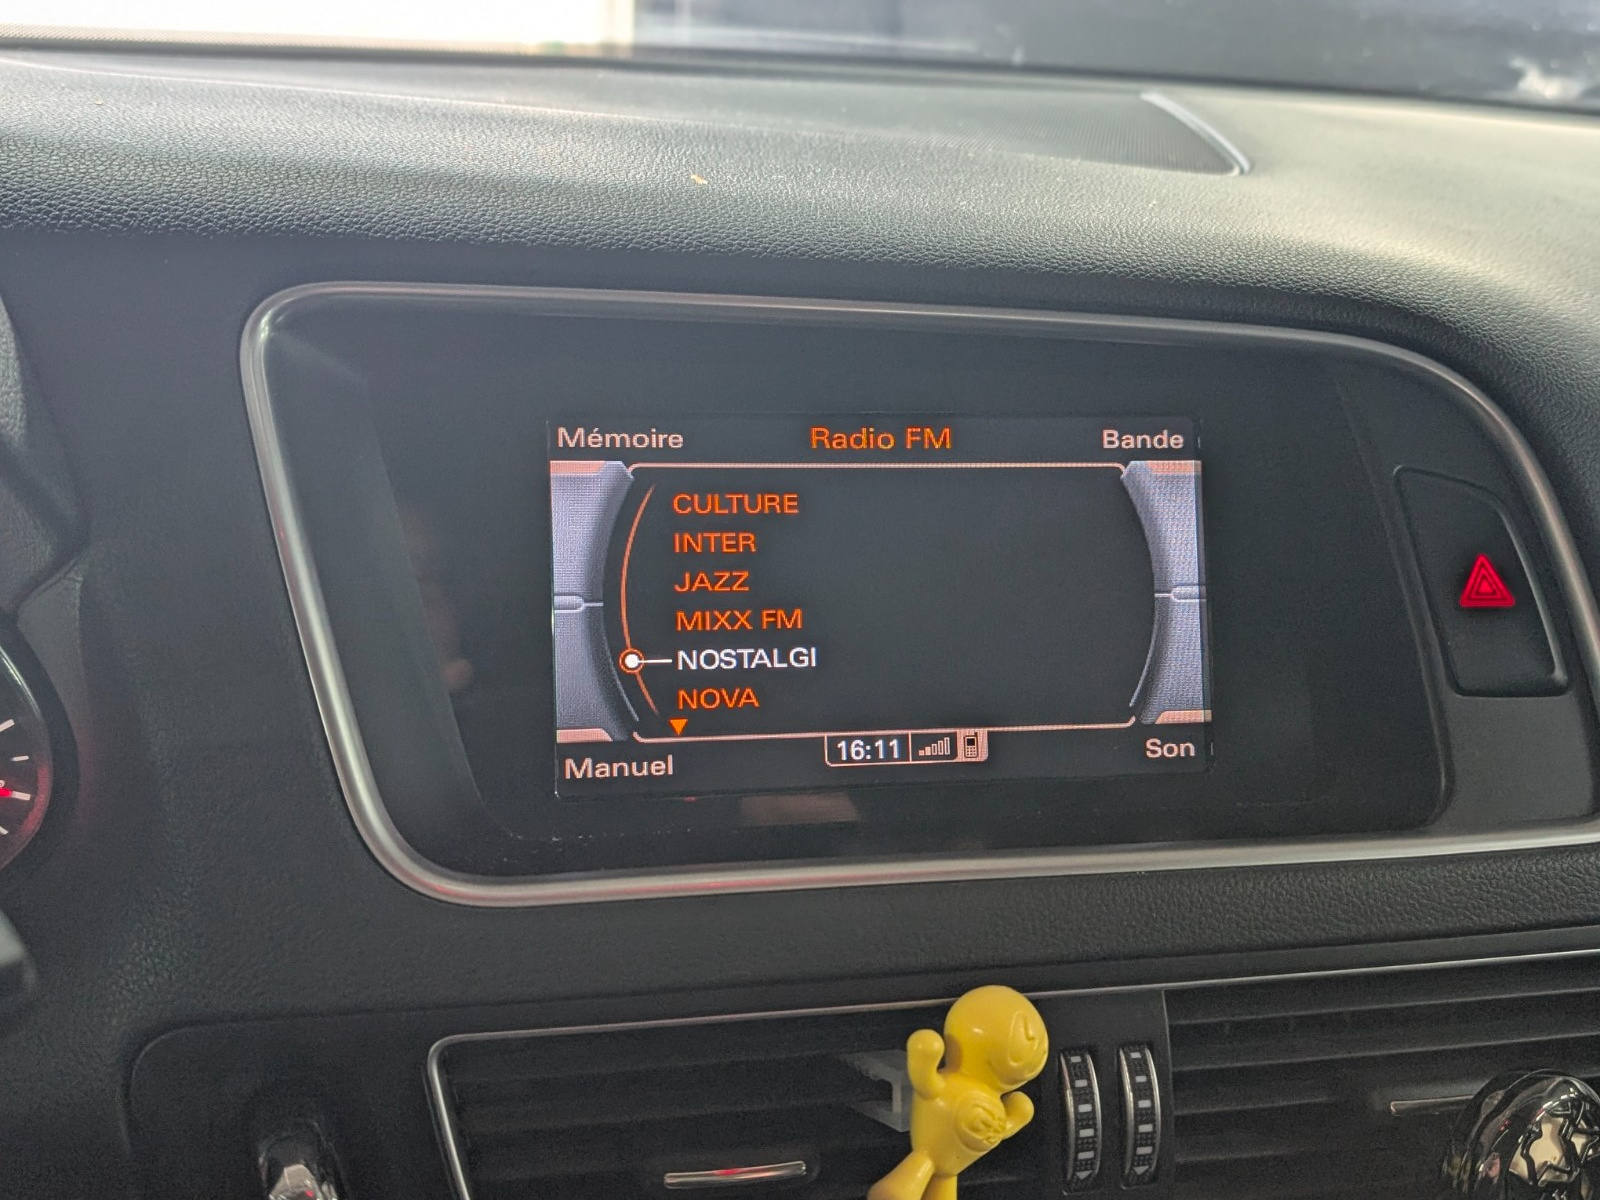 Mémoire Radio FM Bande
CULTURE
INTER
JAZZ
MIXX FM
NOSTALGI
NOVA
Manuel 16:11 Son